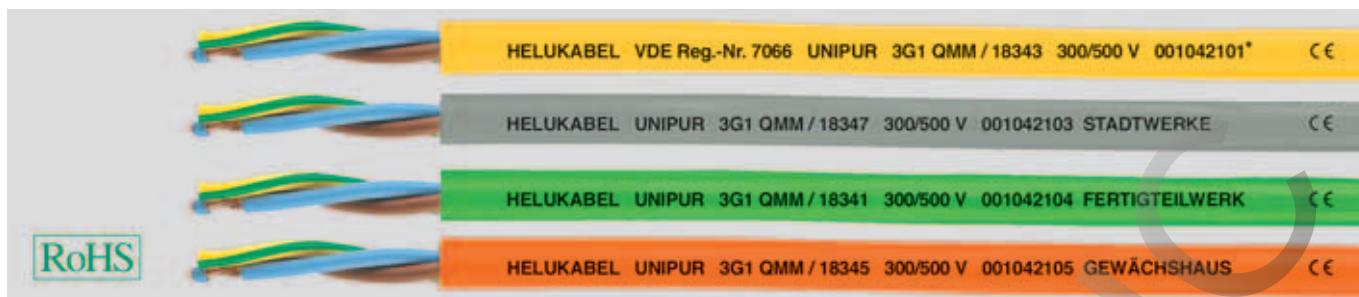 HELUKABEL VDE Reg.-Nr. 7066 UNIPUR 3G1 QMM / 18343 300/500 V 001042101* CE
HELUKABEL UNIPUR 3G1 QMM / 18347 300/500 V 001042103 STADTWERKE CE
HELUKABEL UNIPUR 3G1 QMM / 18341 300/500 V 001042104 FERTIGTEILWERK CE
HELUKABEL UNIPUR 3G1 QMM / 18345 300/500 V 001042105 GEWÄCHSHAUS CE
RoHS